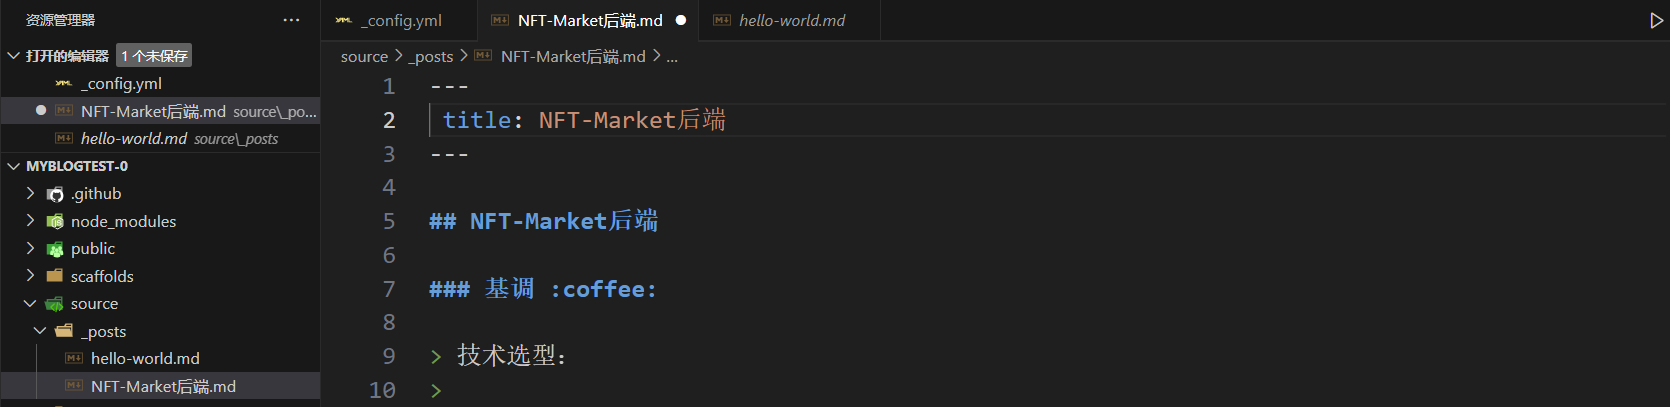 资源管理器 ···
打开的编辑器 1 个未保存
_config.yml
NFT-Market后端.md source\_po...
hello-world.md source\_posts
MYBLOGTEST-0
.github
node_modules
public
scaffolds
source
_posts
hello-world.md
NFT-Market后端.md
_config.yml NFT-Market后端.md hello-world.md
source > _posts > NFT-Market后端.md > ...
1 ---
2 title: NFT-Market后端
3 ---
4
5 ## NFT-Market后端
6
7 ### 基调 :coffee:
8
9 > 技术选型：
10 >